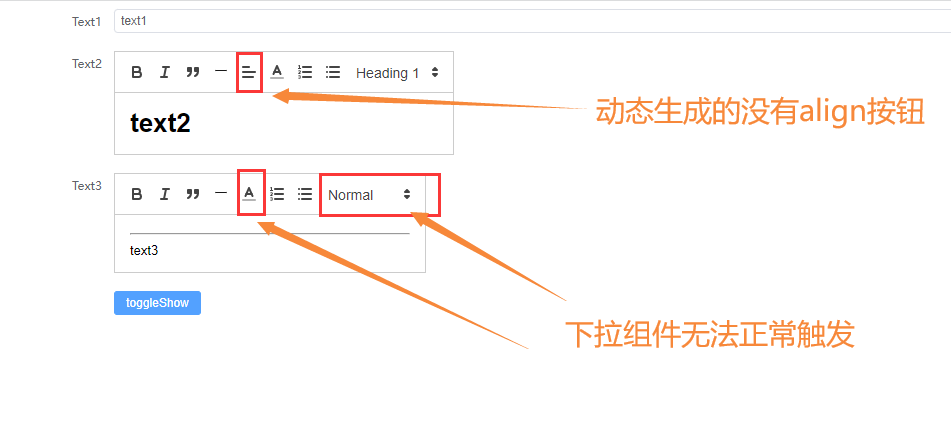 Text1 text1
Text2
Heading 1
text2
动态生成的没有align按钮
Text3
Normal
text3
toggleShow
下拉组件无法正常触发